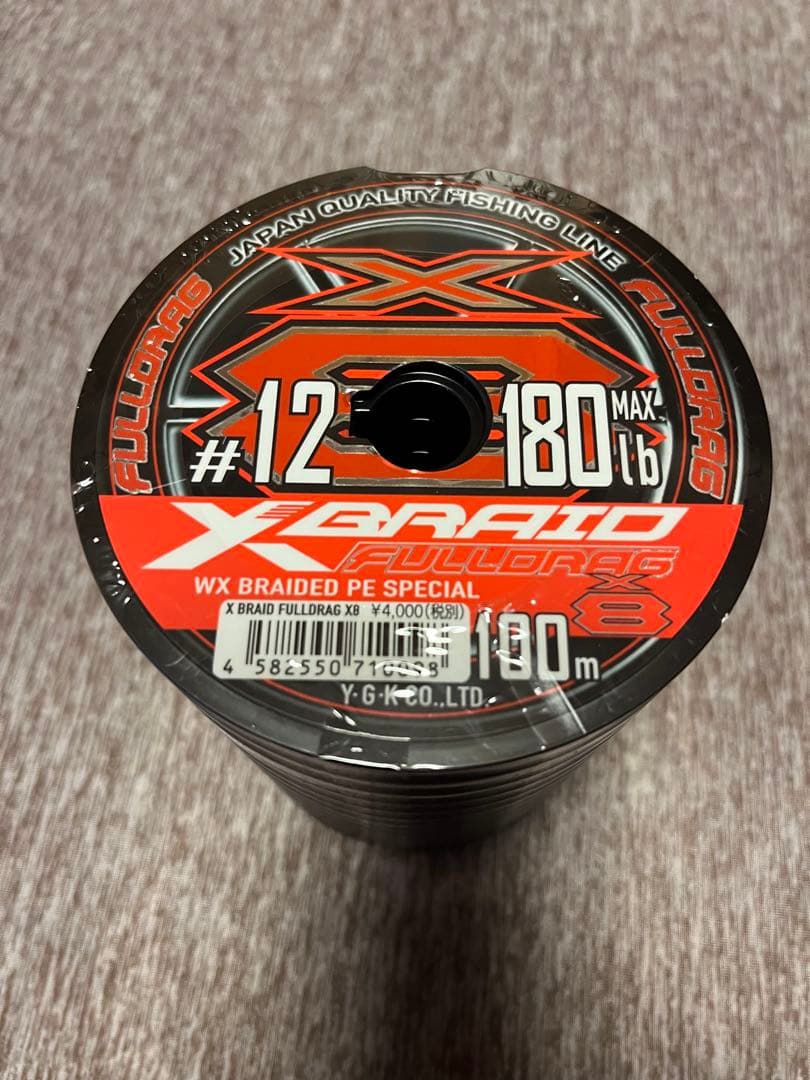 JAPAN QUALITY FISHING LINE
FULLDRAG
FULLDRAG
X
8
#12
180 MAX lb
X BRAID
FULLDRAG
X8
WX BRAIDED PE SPECIAL
X BRAID FULLDRAG X8 ¥4,000(税別)
100m
Y·G·K CO.,LTD.